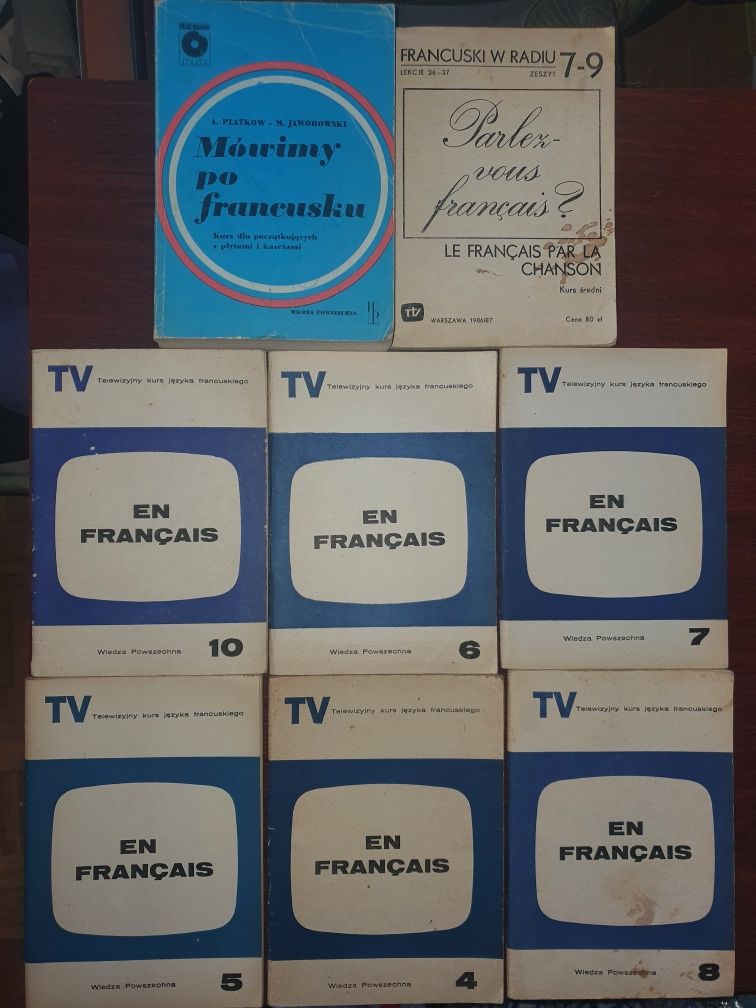 POLSKIE NAGRANIA
muza
L. PŁATKOW - M. JAWOROWSKI
Mówimy
po
francusku
Kurs dla początkujących
z płytami i kasetami
WIEDZA POWSZECHNA
FRANCUSKI W RADIU 7-9
LEKCJE 26-37 ZESZYT
Parlez-
vous
français?
LE FRANÇAIS PAR LA
CHANSON
Kurs średni
WARSZAWA 1986/87
Cena 80 zł
TV Telewizyjny kurs języka francuskiego
EN
FRANÇAIS
Wiedza Powszechna 10
TV Telewizyjny kurs języka francuskiego
EN
FRANÇAIS
Wiedza Powszechna 6
TV Telewizyjny kurs języka francuskiego
EN
FRANÇAIS
Wiedza Powszechna 7
TV Telewizyjny kurs języka francuskiego
EN
FRANÇAIS
Wiedza Powszechna 5
TV Telewizyjny kurs języka francuskiego
EN
FRANÇAIS
Wiedza Powszechna 4
TV Telewizyjny kurs języka francuskiego
EN
FRANÇAIS
Wiedza Powszechna 8